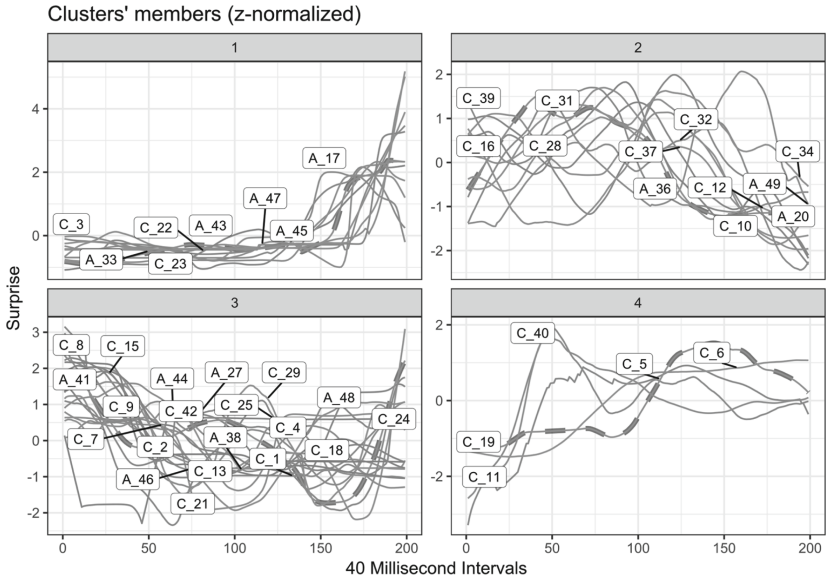 Clusters' members (z-normalized)
1
2
4
2
0
C_3
A_33
C_22
C_23
A_43
A_47
A_45
A_17
2
1
0
-1
-2
C_39
C_16
C_31
C_28
C_37
C_32
A_36
C_12
C_10
A_49
C_34
A_20
Surprise
3
4
3
2
1
0
-1
-2
C_8
C_15
A_41
A_44
A_27
C_29
C_9
C_42
C_25
A_48
C_7
C_2
A_38
C_4
C_24
A_46
C_13
C_1
C_18
C_21
0
50
100
150
200
2
0
-2
C_40
C_5
C_6
C_19
C_11
0
50
100
150
200
40 Millisecond Intervals